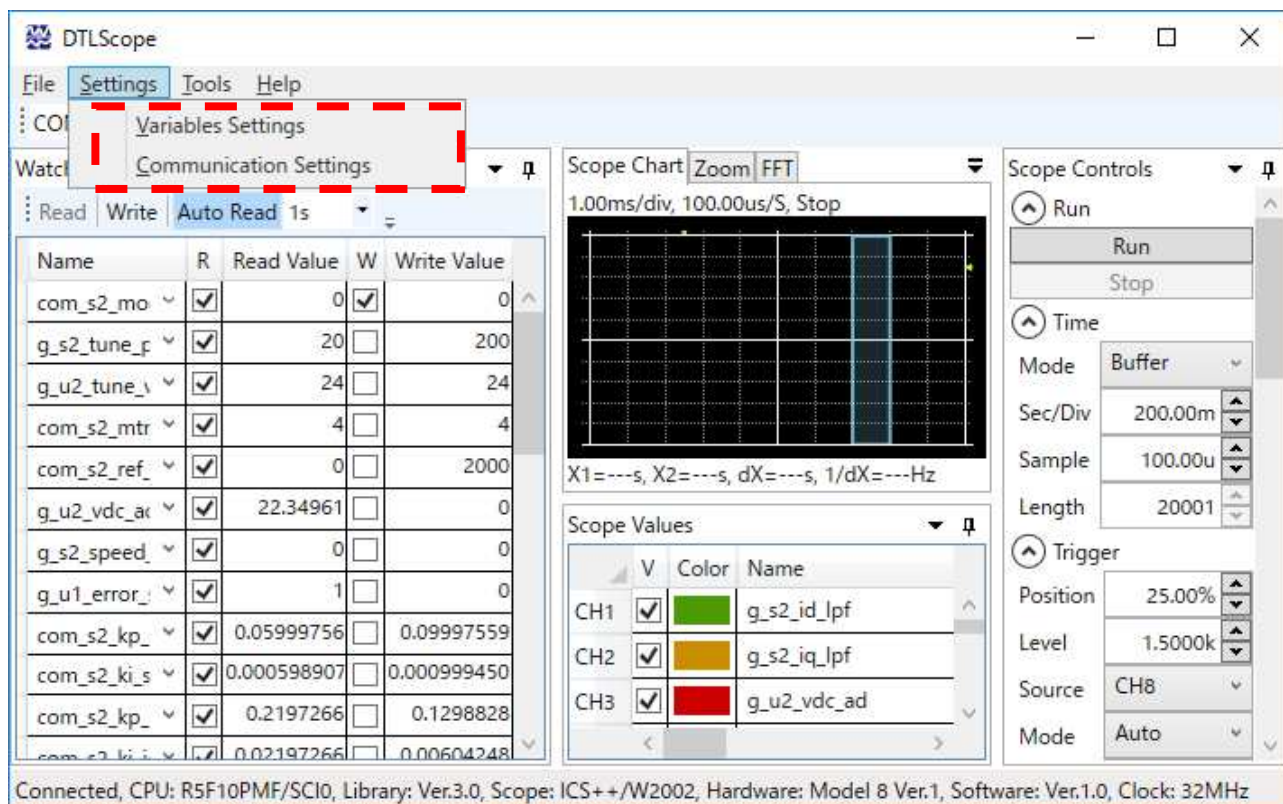 DTLScope
File Settings Tools Help
Variables Settings
Communication Settings
Read Write Auto Read 1s
Name R Read Value W Write Value
com_s2_mo 0 0
20 200
24 24
com_s2_mtr 4 4
com_s2_ref_ 0 2000
22.34961 0
g_s2_speed_ 0 0
1 0
com_s2_kp_ 0.05999756 0.09997559
com_s2_ki_s 0.000598907 0.000999450
com_s2_kp_ 0.2197266 0.1298828
0.02197266 0.00604248
Scope Chart Zoom FFT
1.00ms/div, 100.00us/S, Stop
X1=---s, X2=---s, dX=---s, 1/dX=---Hz
Scope Values
V Color Name
CH1 g_s2_id_lpf
CH2 g_s2_iq_lpf
CH3 g_u2_vdc_ad
Scope Controls
Run
Run
Stop
Time
Mode Buffer
Sec/Div 200.00m
Sample 100.00u
Length 20001
Trigger
Position 25.00%
Level 1.5000k
Source CH8
Mode Auto
Connected, CPU: R5F10PMF/SCI0, Library: Ver.3.0, Scope: ICS++/W2002, Hardware: Model 8 Ver.1, Software: Ver.1.0, Clock: 32MHz